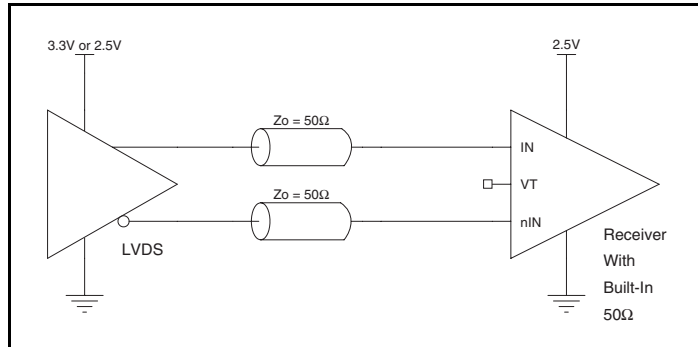 3.3V or 2.5V
2.5V
Zo = 50Ω
IN
VT
Zo = 50Ω
nIN
LVDS
Receiver
With
Built-In
50Ω